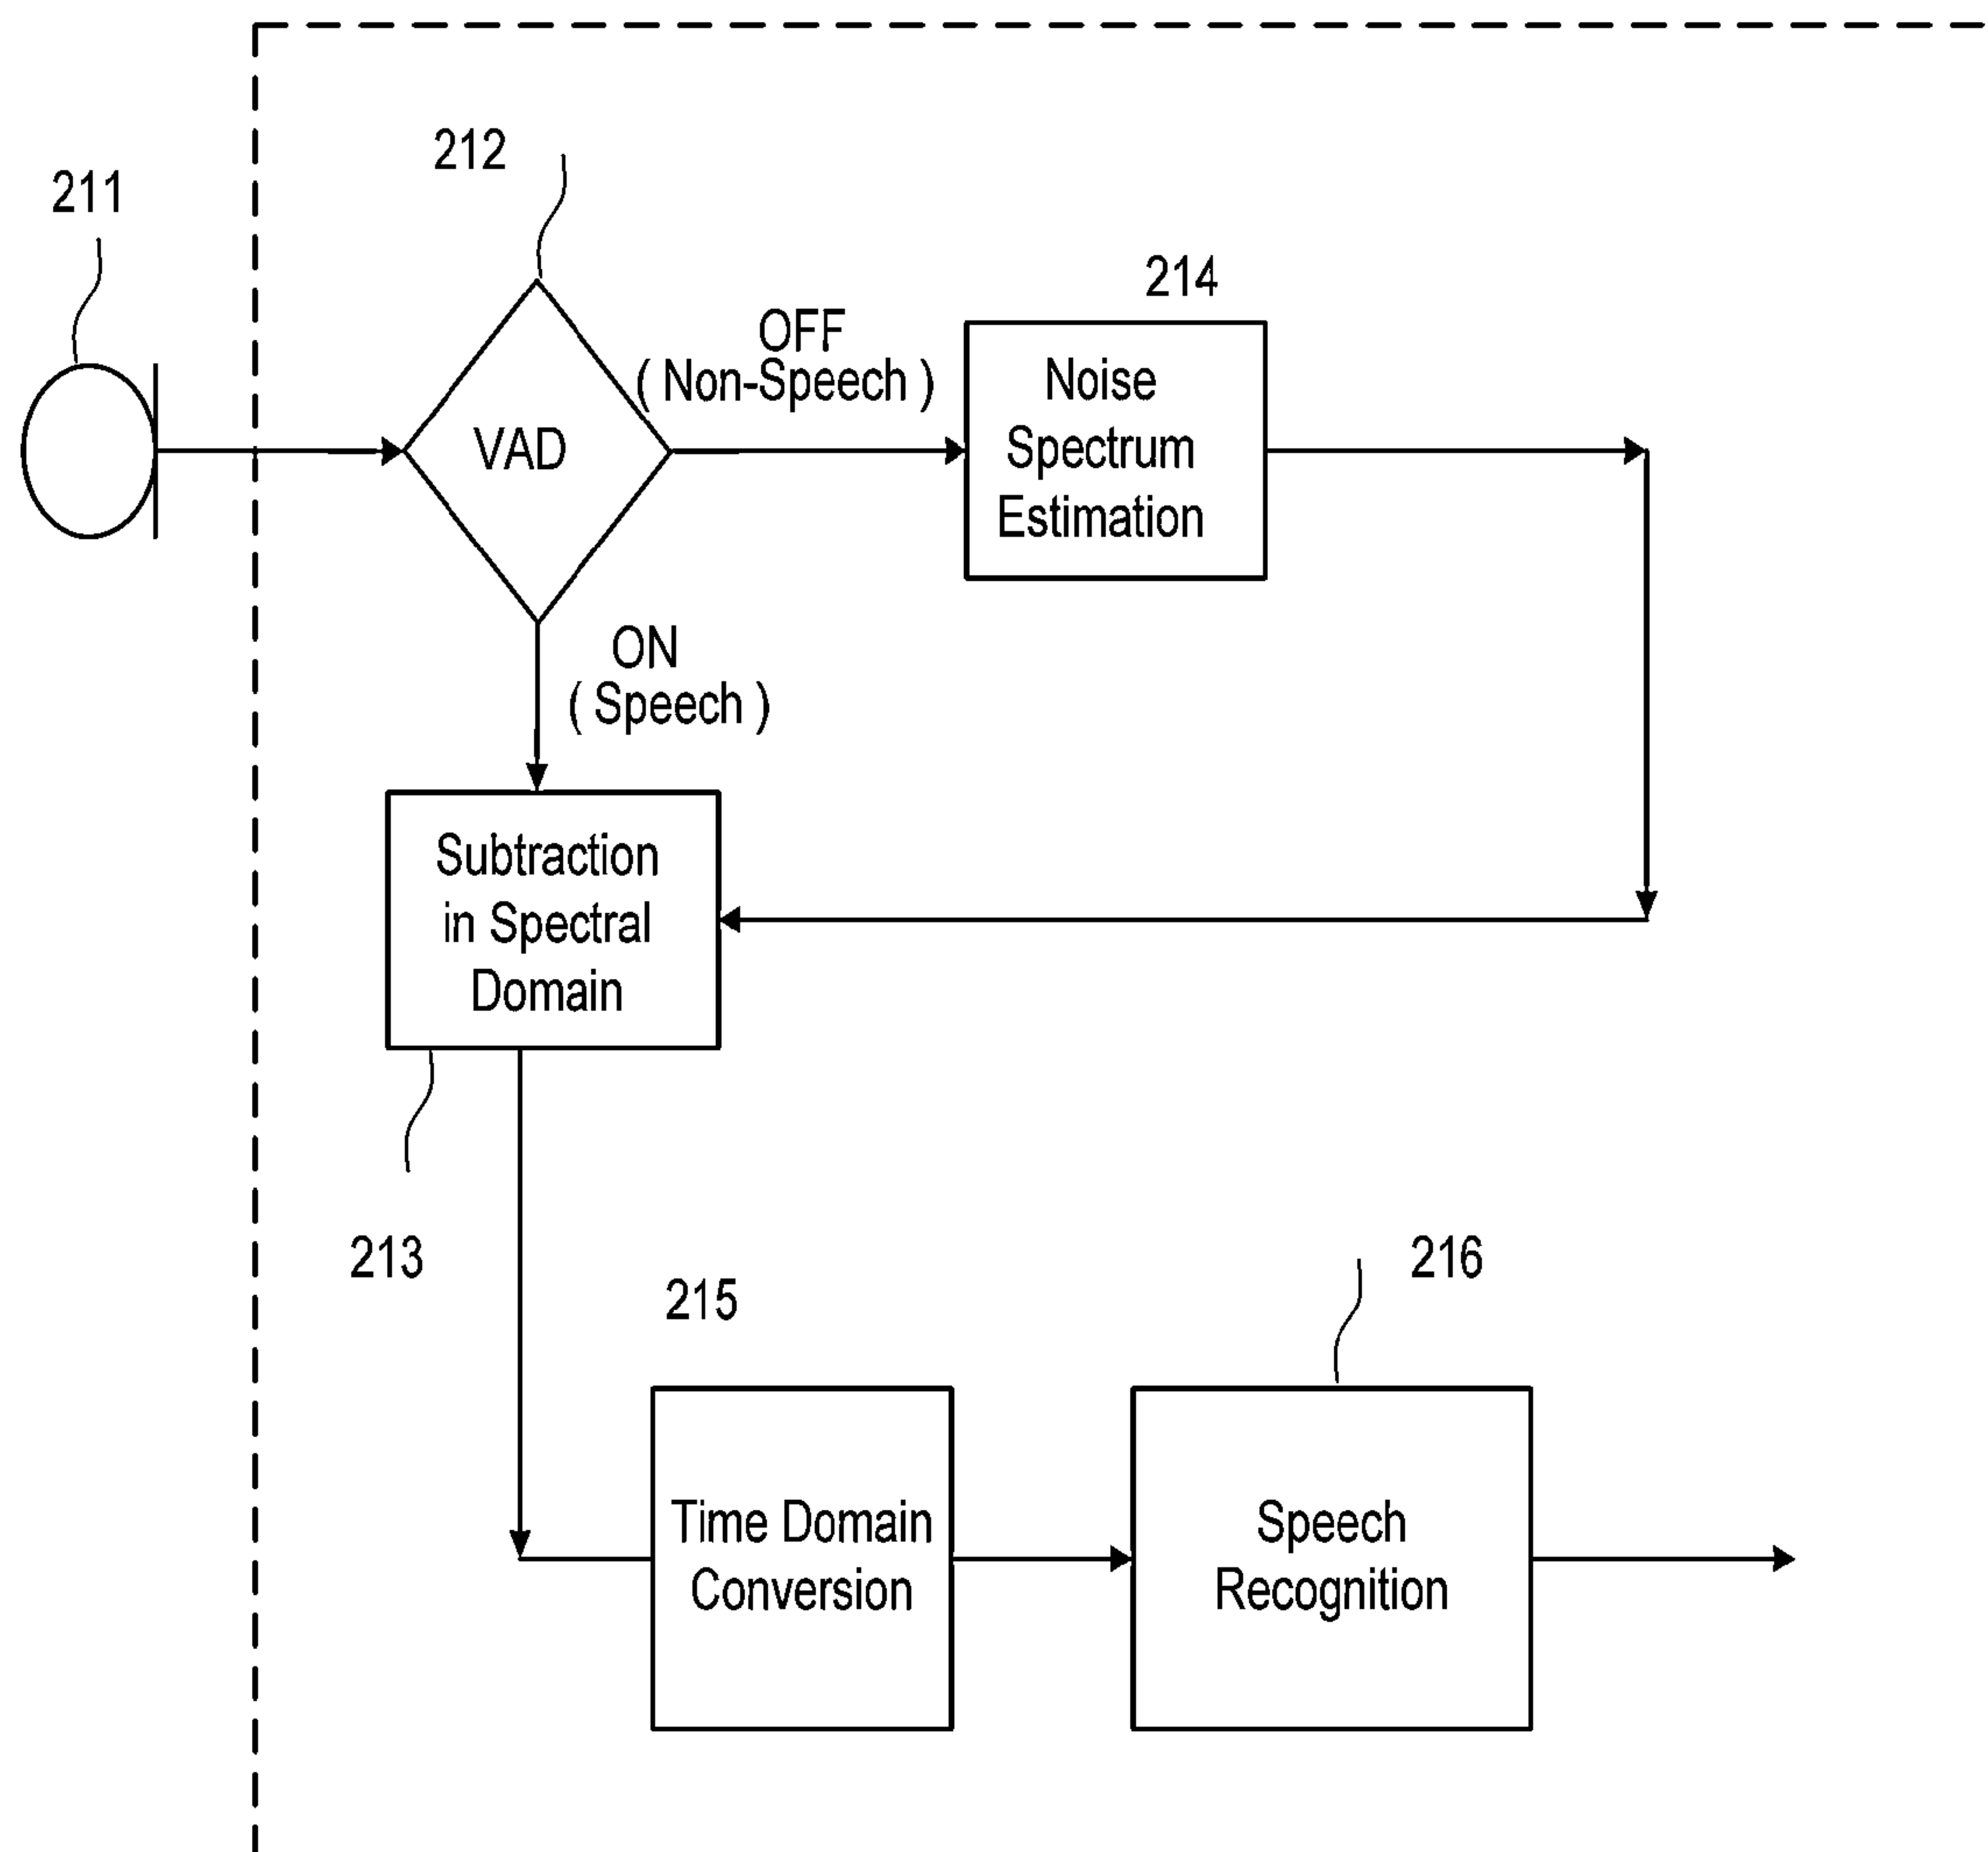 212
211
214
OFF
( Non-Speech )
Noise
Spectrum
Estimation
VAD
ON
( Speech )
Subtraction
in Spectral
Domain
213
215
216
Time Domain
Conversion
Speech
Recognition